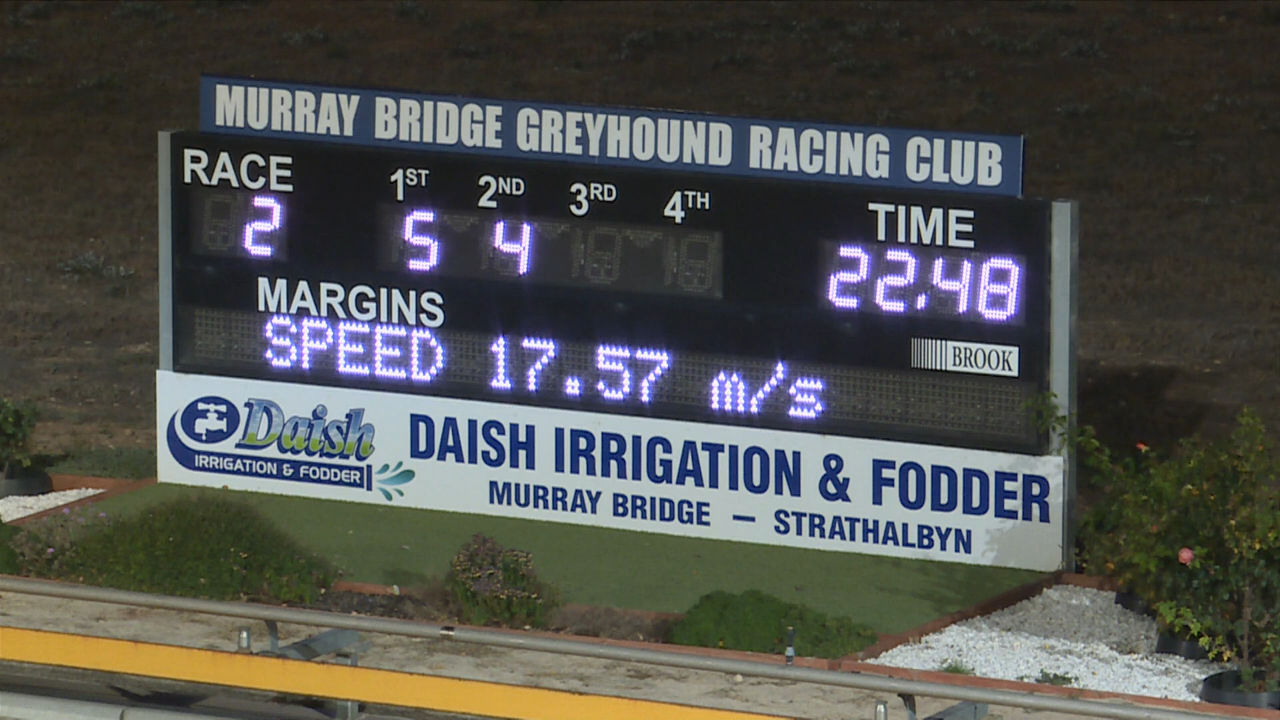 MURRAY BRIDGE GREYHOUND RACING CLUB
RACE 1ST 2ND 3RD 4TH TIME
2 5 4 22.48
MARGINS
SPEED 17.57 m/s
BROOK
Daish
IRRIGATION & FODDER
DAISH IRRIGATION & FODDER
MURRAY BRIDGE – STRATHALBYN